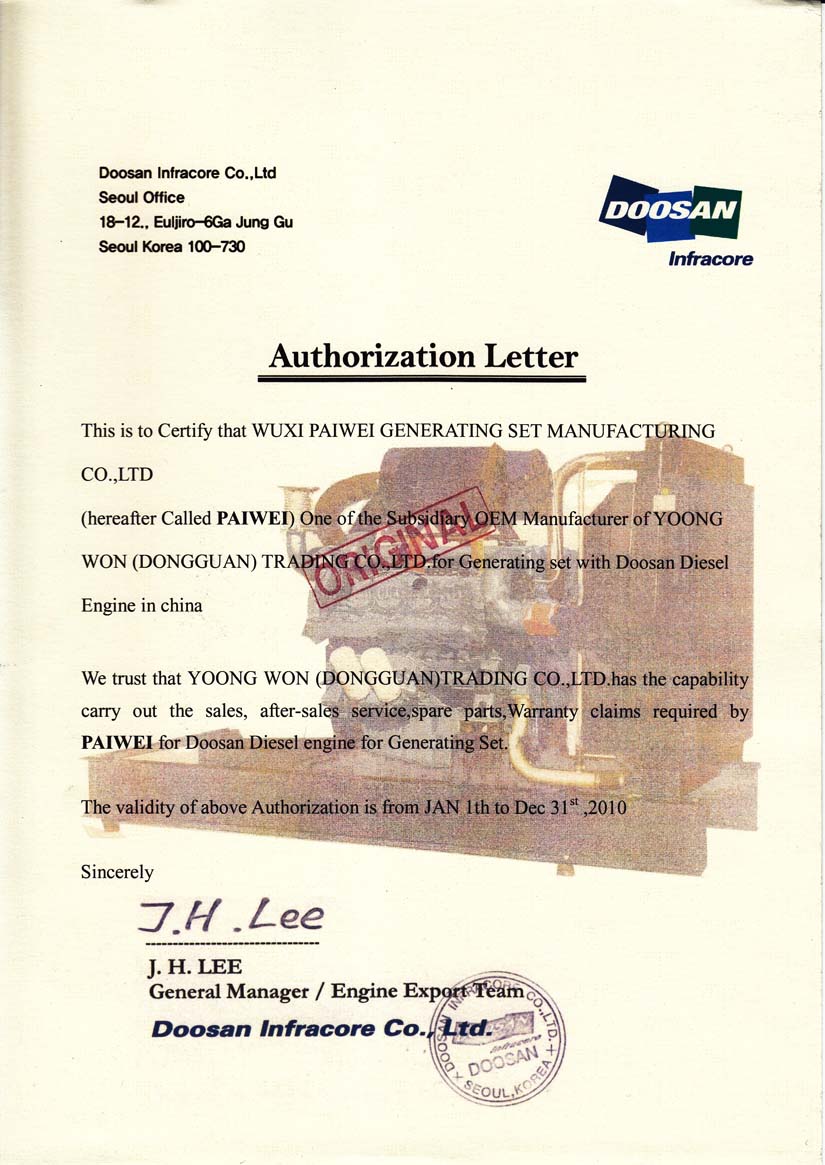 Doosan Infracore Co.,Ltd
Seoul Office
18-12., Euljiro-6Ga Jung Gu
Seoul Korea 100-730
DOOSAN
Infracore
Authorization Letter
This is to Certify that WUXI PAIWEI GENERATING SET MANUFACTURING
CO.,LTD
(hereafter Called PAIWEI) One of the Subsidiary OEM Manufacturer of YOONG
WON (DONGGUAN) TRADING CO.,LTD.for Generating set with Doosan Diesel
Engine in china
ORIGINAL
We trust that YOONG WON (DONGGUAN)TRADING CO.,LTD.has the capability
carry out the sales, after-sales service,spare parts,Warranty claims required by
PAIWEI for Doosan Diesel engine for Generating Set.
The validity of above Authorization is from JAN 1th to Dec 31st ,2010
Sincerely
J.H.Lee
J. H. LEE
General Manager / Engine Export Team
Doosan Infracore Co., Ltd.
DOOSAN INFRACORE CO.,LTD.
DOOSAN
SEOUL,KOREA